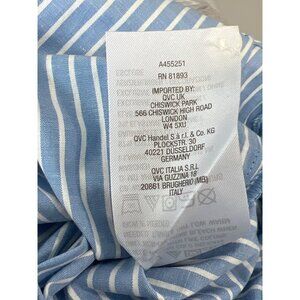 A455251
RN 81893
IMPORTED BY:
QVC UK
CHISWICK PARK
566 CHISWICK HIGH ROAD
LONDON
W4 5XU
QVC Handel S.à r.l. & Co. KG
PLOCKSTR. 30
40221 DÜSSELDORF
GERMANY
QVC ITALIA S.R.L
VIA GUZZINA 18
20861 BRUGHERIO (MB)
ITALY